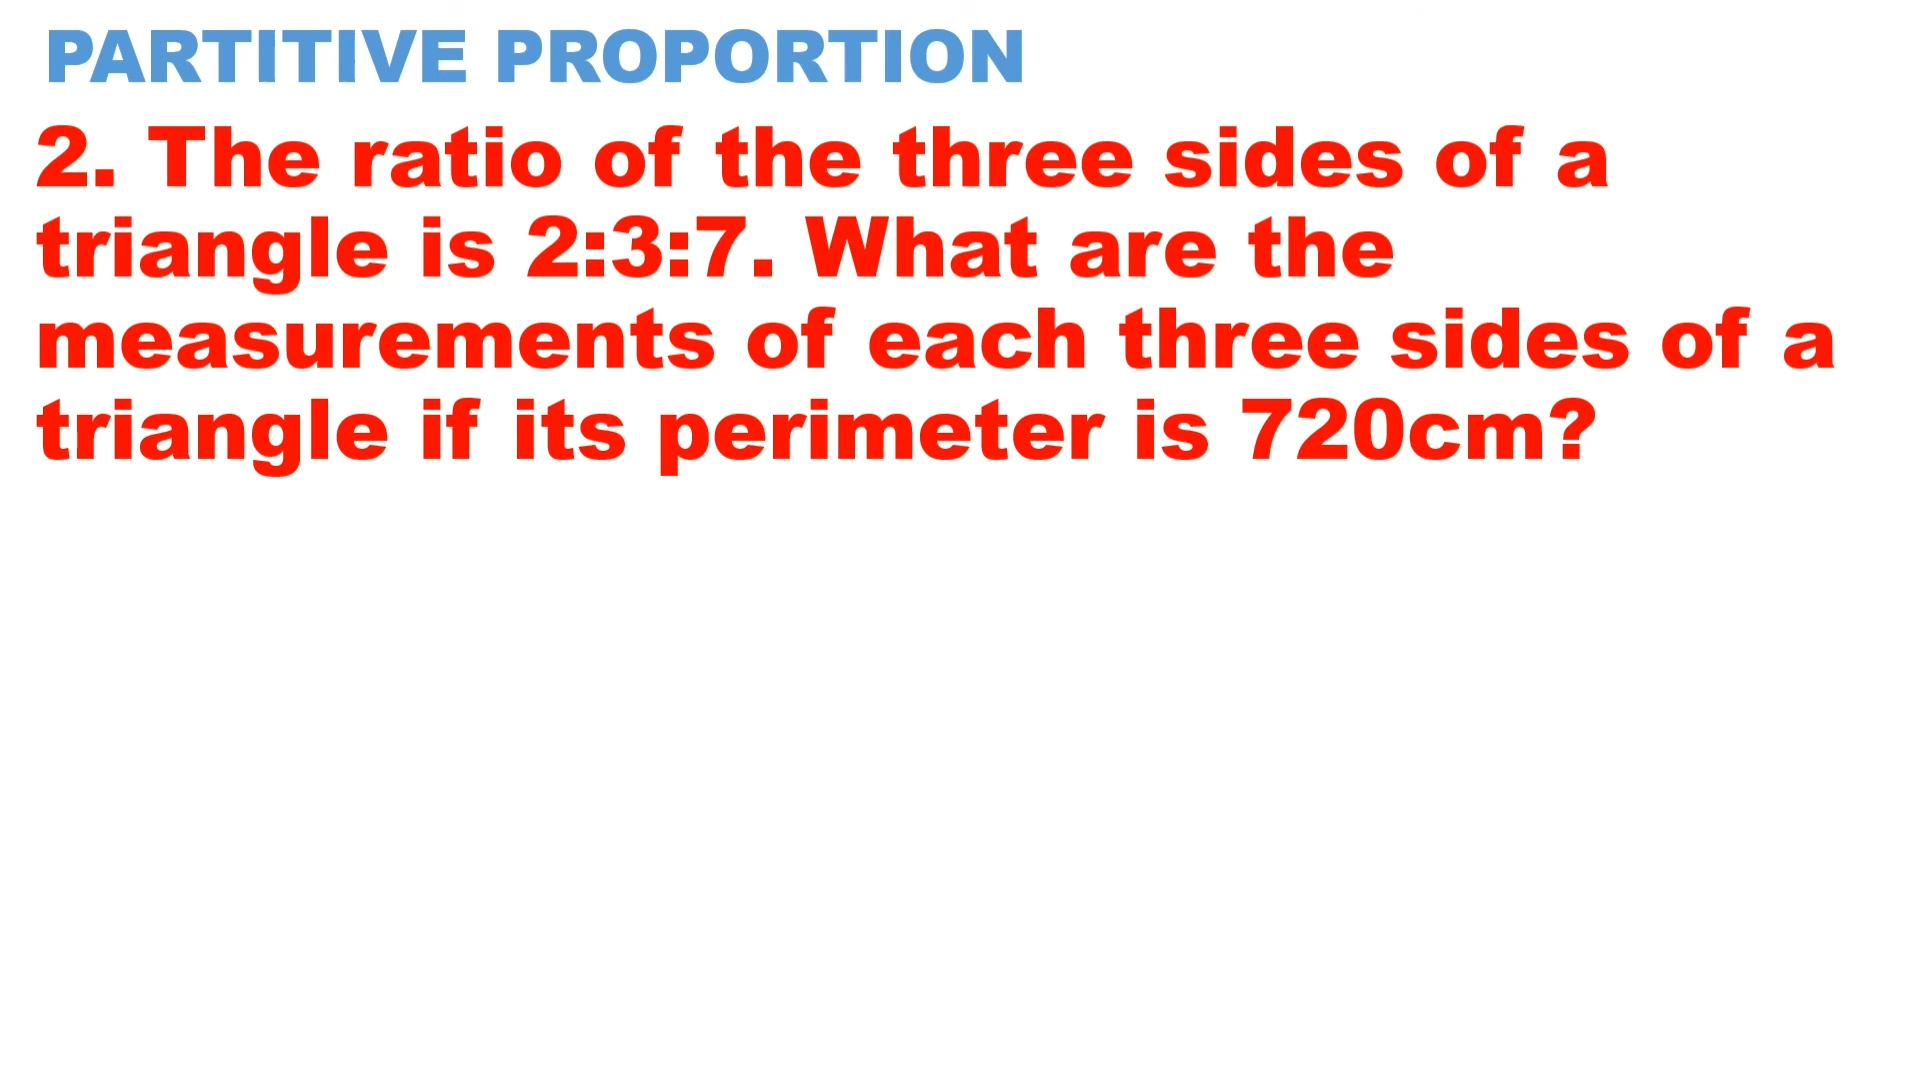 PARTITIVE PROPORTION
2. The ratio of the three sides of a
triangle is 2:3:7. What are the
measurements of each three sides of a
triangle if its perimeter is 720cm?